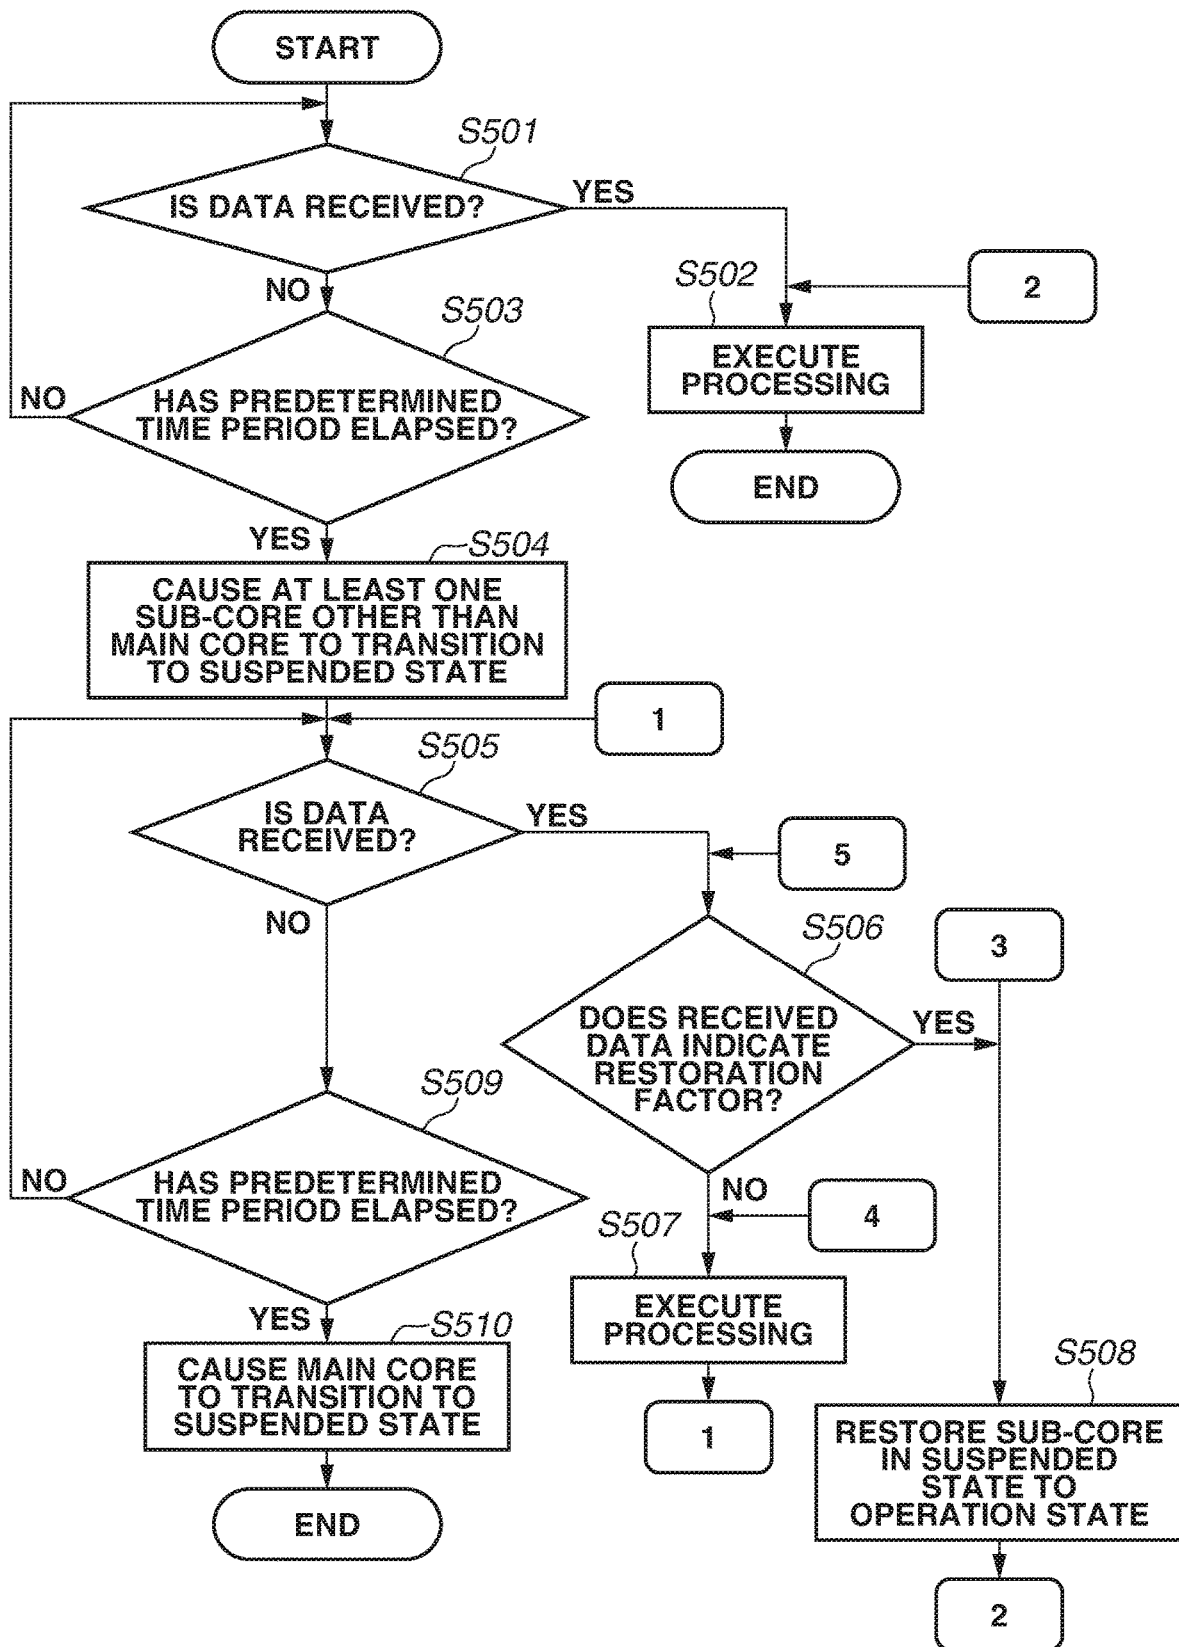 START
S501
IS DATA RECEIVED?
YES
NO
S502
2
EXECUTE
PROCESSING
END
S503
HAS PREDETERMINED
TIME PERIOD ELAPSED?
NO
YES
S504
CAUSE AT LEAST ONE
SUB-CORE OTHER THAN
MAIN CORE TO TRANSITION
TO SUSPENDED STATE
1
S505
IS DATA
RECEIVED?
YES
NO
5
S506
3
DOES RECEIVED
DATA INDICATE
RESTORATION
FACTOR?
YES
NO
4
S507
EXECUTE
PROCESSING
1
S508
RESTORE SUB-CORE
IN SUSPENDED
STATE TO
OPERATION STATE
2
S509
HAS PREDETERMINED
TIME PERIOD ELAPSED?
NO
YES
S510
CAUSE MAIN CORE
TO TRANSITION TO
SUSPENDED STATE
END